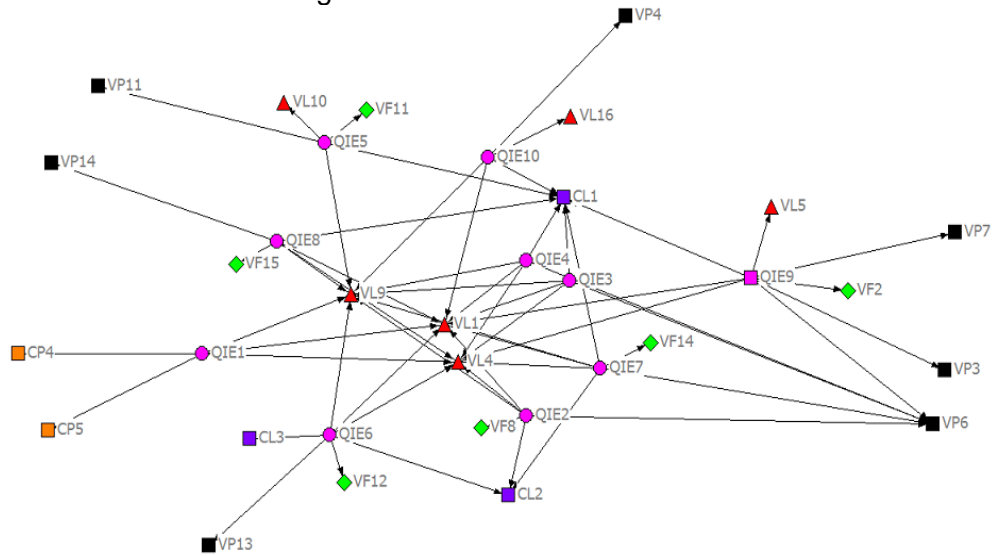 VP4
VP11
VL10
VF11
VL16
QIE5
QIE10
VP14
CL1
VL5
VP7
QIE8
VF15
QIE4
QIE3
QIE9
VF2
VL9
VL1
VF14
CP4
QIE1
VL4
QIE7
VP3
CP5
CL3
QIE6
VF8
QIE2
VP6
VF12
CL2
VP13